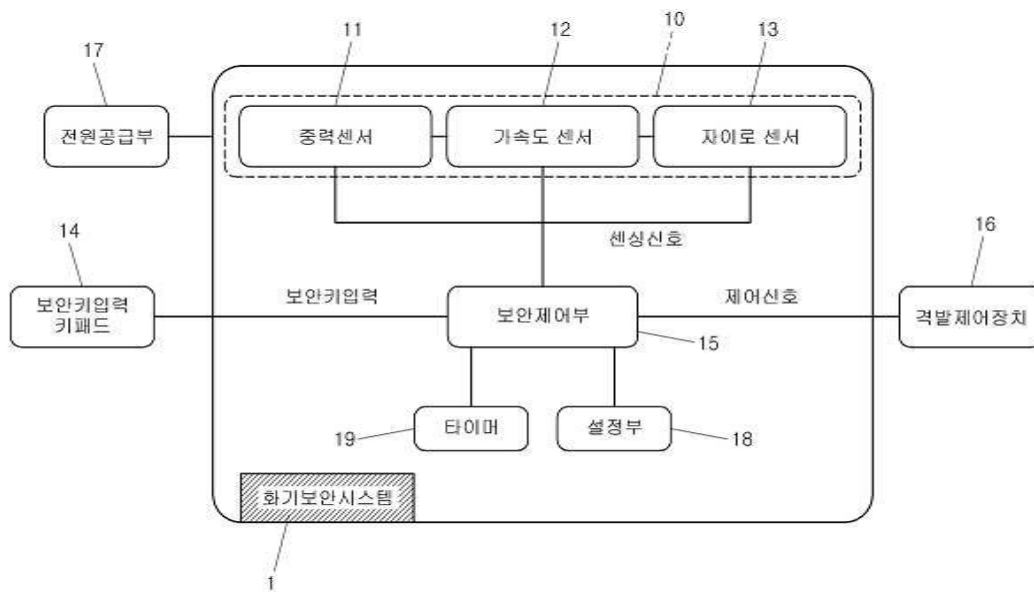 11
12
10
13
17
전원공급부
중력센서
가속도 센서
자이로 센서
센싱신호
14
16
보안키입력
키패드
보안키입력
보안제어부
제어신호
격발제어장치
15
19
타이머
설정부
18
화기보안시스템
1